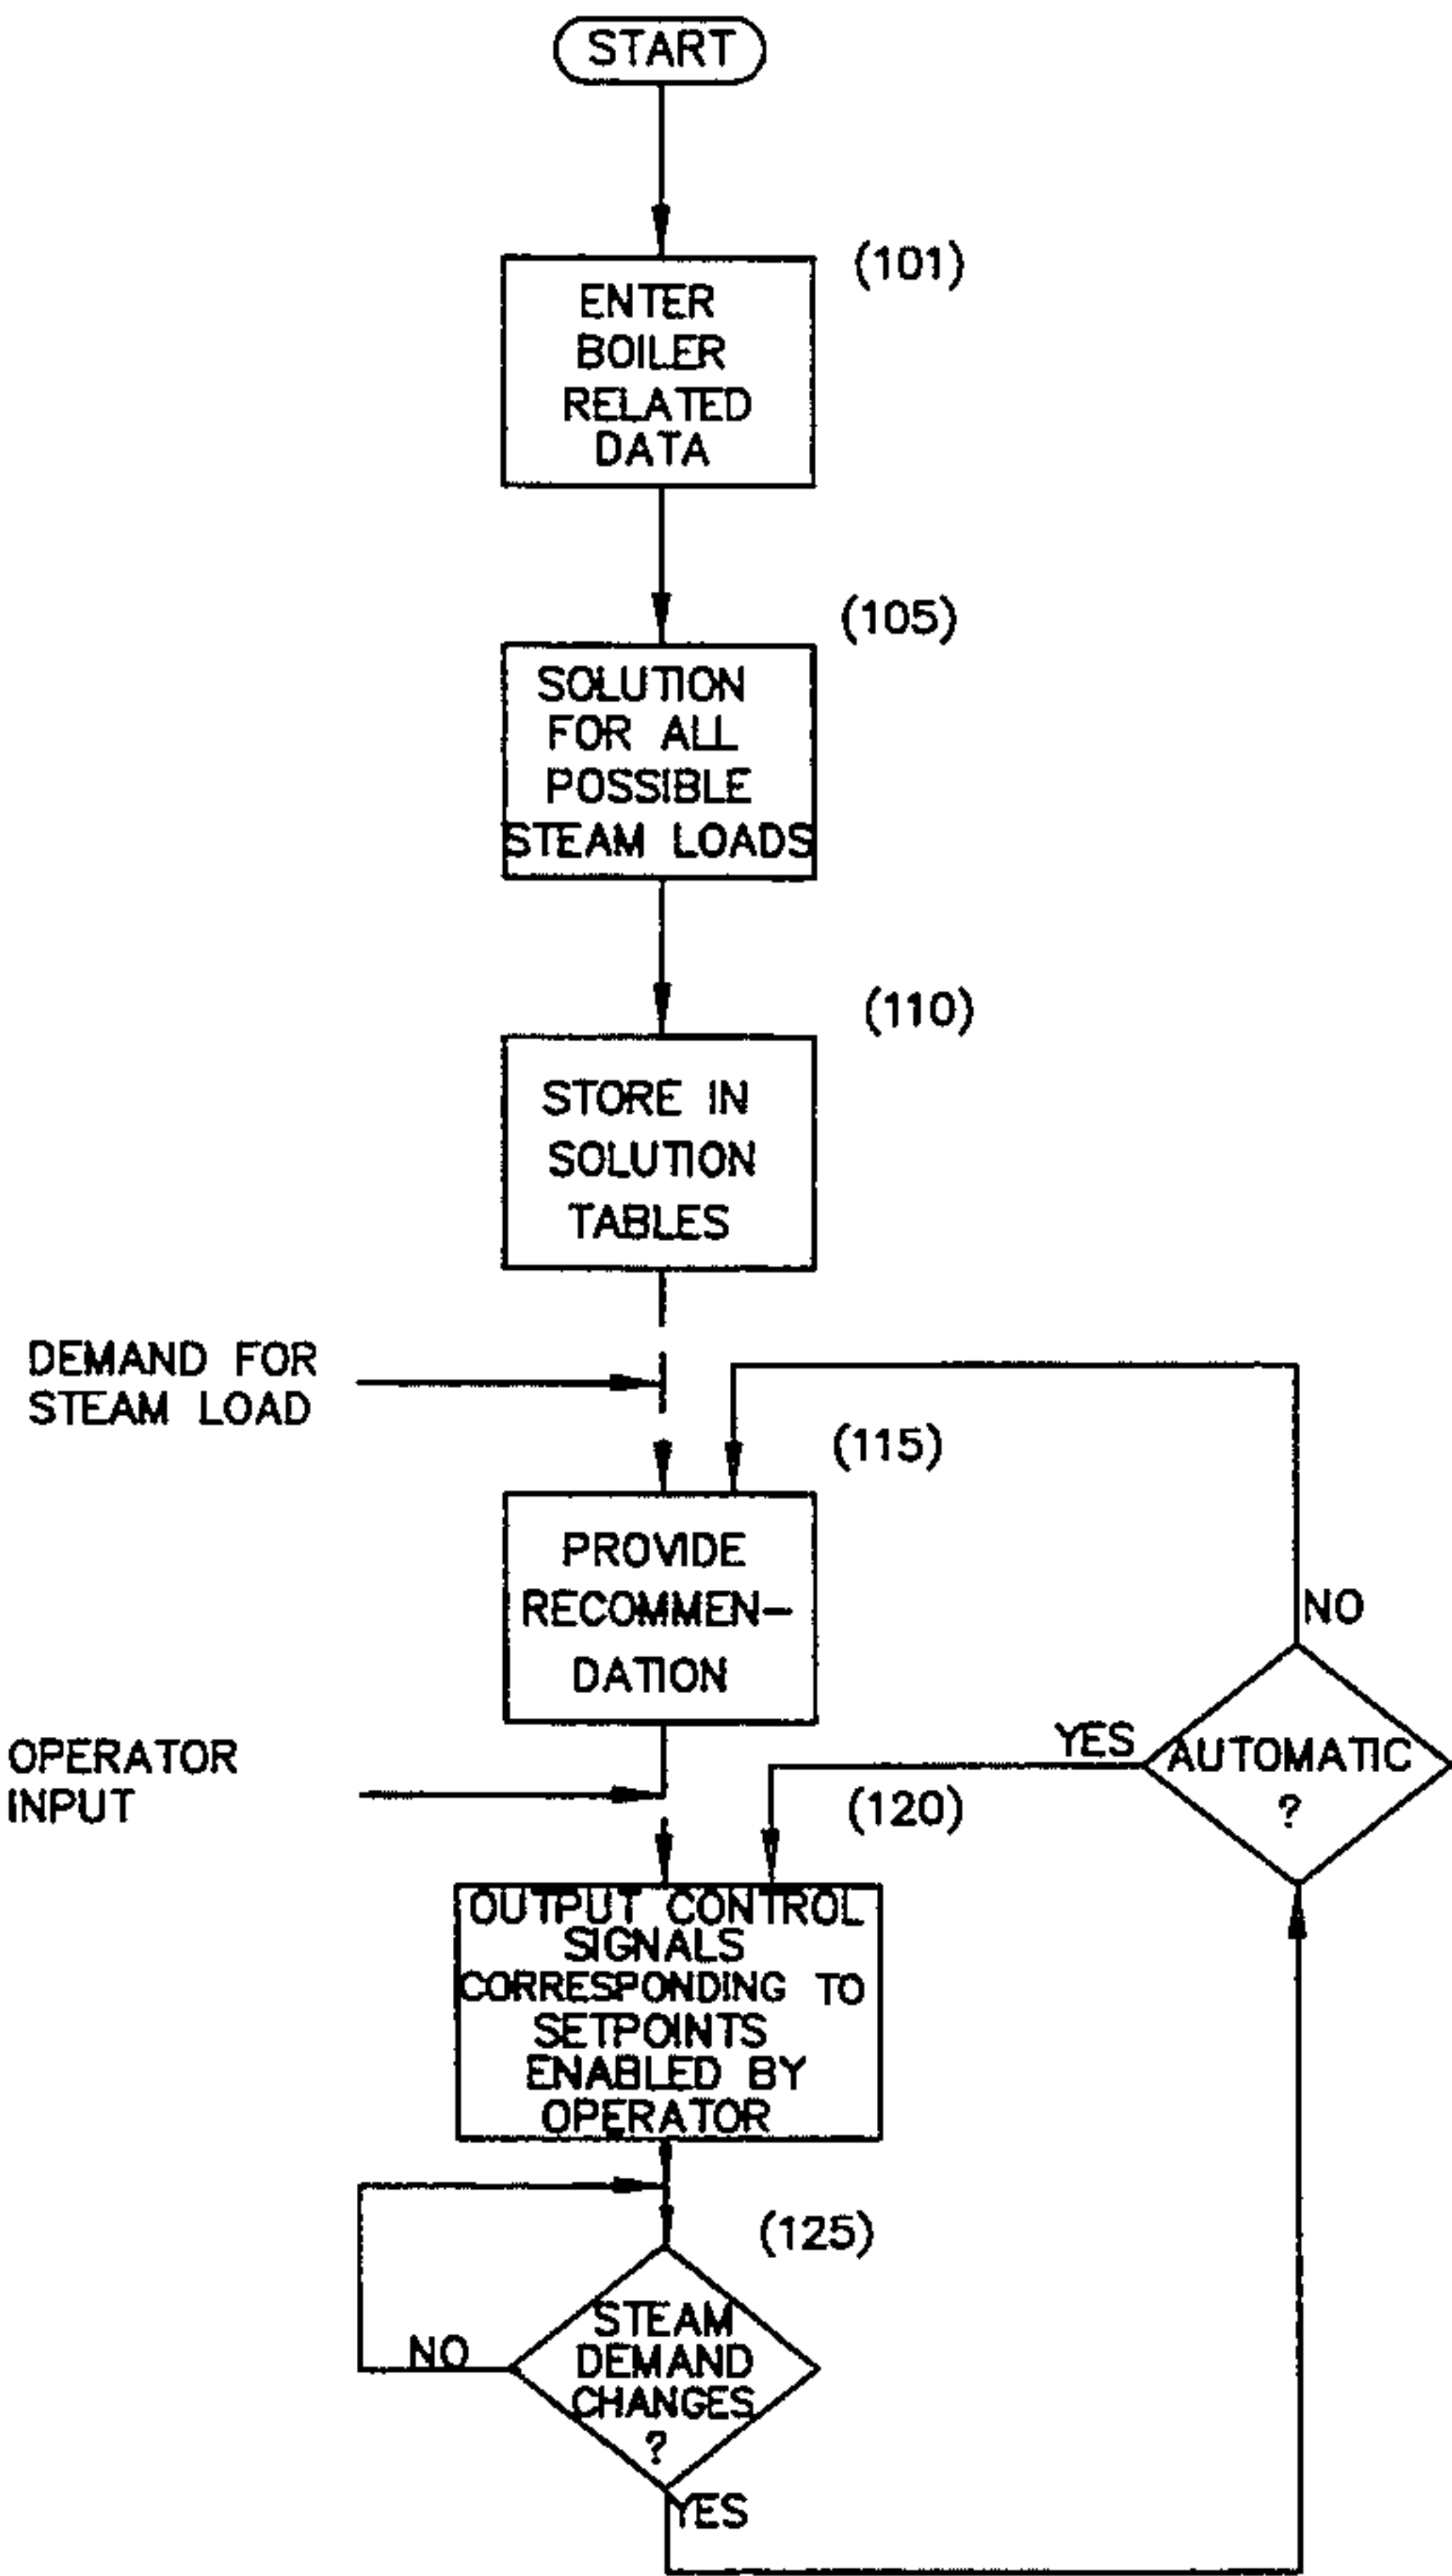 START
(101)
ENTER
BOILER
RELATED
DATA
(105)
SOLUTION
FOR ALL
POSSIBLE
STEAM LOADS
(110)
STORE IN
SOLUTION
TABLES
DEMAND FOR
STEAM LOAD
(115)
PROVIDE
RECOMMEN-
DATION
NO
YES
AUTOMATIC
?
OPERATOR
INPUT
(120)
OUTPUT CONTROL
SIGNALS
CORRESPONDING TO
SETPOINTS
ENABLED BY
OPERATOR
(125)
STEAM
DEMAND
CHANGES
?
NO
YES